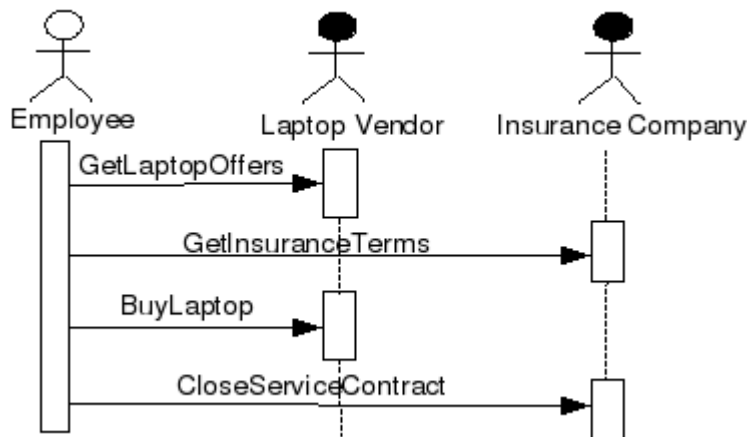 Employee
Laptop Vendor
Insurance Company
GetLaptopOffers
GetInsuranceTerms
BuyLaptop
CloseServiceContract